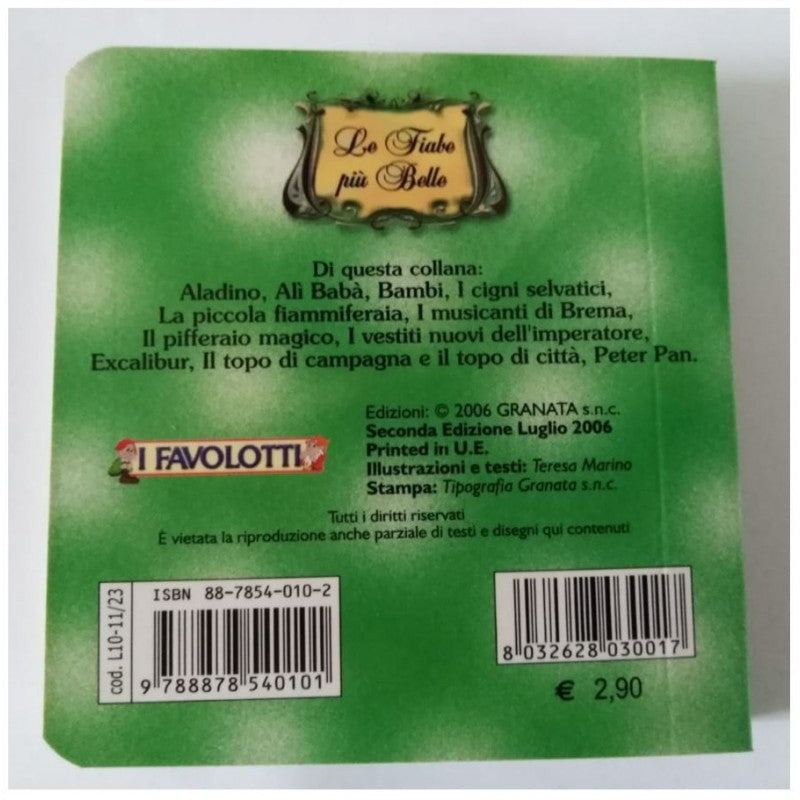 Le Fiabe
più Belle
Di questa collana:
Aladino, Alì Babà, Bambi, I cigni selvatici,
La piccola fiammiferaia, I musicanti di Brema,
Il pifferaio magico, I vestiti nuovi dell'imperatore,
Excalibur, Il topo di campagna e il topo di città, Peter Pan.
I FAVOLOTTI
Edizioni: © 2006 GRANATA s.n.c.
Seconda Edizione Luglio 2006
Printed in U.E.
Illustrazioni e testi: Teresa Marino
Stampa: Tipografia Granata s.n.c.
Tutti i diritti riservati
È vietata la riproduzione anche parziale di testi e disegni qui contenuti
cod. L10-11/23
ISBN 88-7854-010-2
9 788878 540101
8 032628 030017
€ 2,90